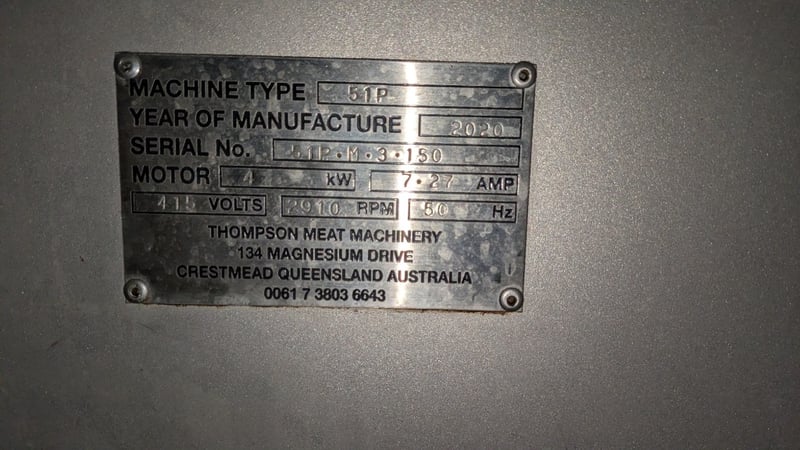 MACHINE TYPE 51P
YEAR OF MANUFACTURE 2020
SERIAL No. 51P·M·3·150
MOTOR 4 kW 7·27 AMP
415 VOLTS 2910 RPM 50 Hz
THOMPSON MEAT MACHINERY
134 MAGNESIUM DRIVE
CRESTMEAD QUEENSLAND AUSTRALIA
0061 7 3803 6643